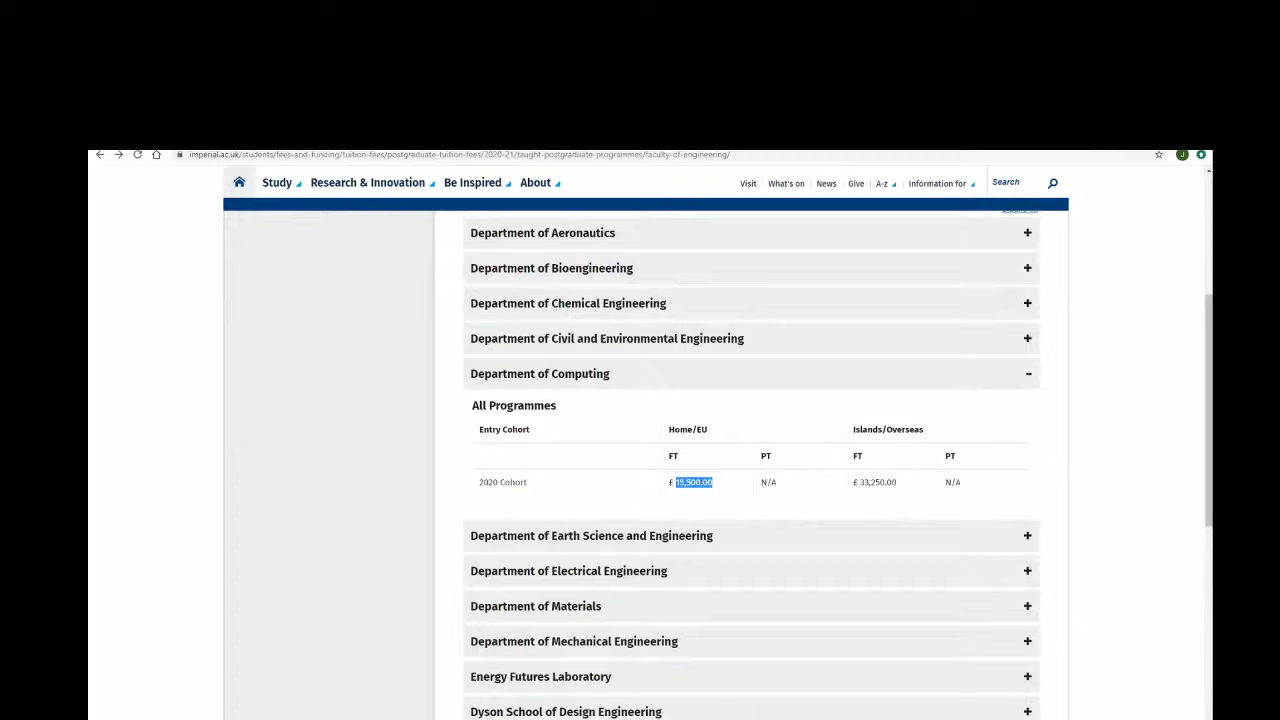 imperial.ac.uk/students/fees-and-funding/tuition-fees/postgraduate-tuition-fees/2020-21/taught-postgraduate-programmes/faculty-of-engineering/
J
Study Research & Innovation Be Inspired About Visit What's on News Give A-Z Information for Search
Department of Aeronautics +
Department of Bioengineering +
Department of Chemical Engineering +
Department of Civil and Environmental Engineering +
Department of Computing -
All Programmes
Entry Cohort Home/EU Islands/Overseas
FT PT FT PT
2020 Cohort £ 15,500.00 N/A £ 33,250.00 N/A
Department of Earth Science and Engineering +
Department of Electrical Engineering +
Department of Materials +
Department of Mechanical Engineering +
Energy Futures Laboratory +
Dyson School of Design Engineering +